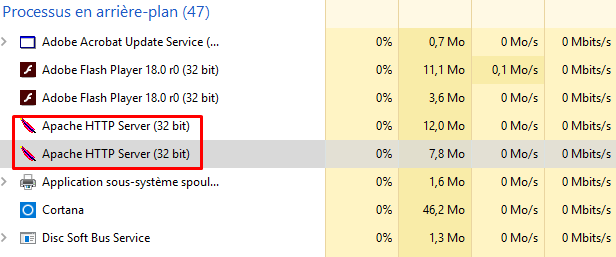 Processus en arrière-plan (47)
Adobe Acrobat Update Service (... 0% 0,7 Mo 0 Mo/s 0 Mbits/s
Adobe Flash Player 18.0 r0 (32 bit) 0% 11,1 Mo 0,1 Mo/s 0 Mbits/s
Adobe Flash Player 18.0 r0 (32 bit) 0% 3,6 Mo 0 Mo/s 0 Mbits/s
Apache HTTP Server (32 bit) 0% 12,0 Mo 0 Mo/s 0 Mbits/s
Apache HTTP Server (32 bit) 0% 7,8 Mo 0 Mo/s 0 Mbits/s
Application sous-système spoul... 0% 1,6 Mo 0 Mo/s 0 Mbits/s
Cortana 0% 46,2 Mo 0 Mo/s 0 Mbits/s
Disc Soft Bus Service 0% 1,3 Mo 0 Mo/s 0 Mbits/s